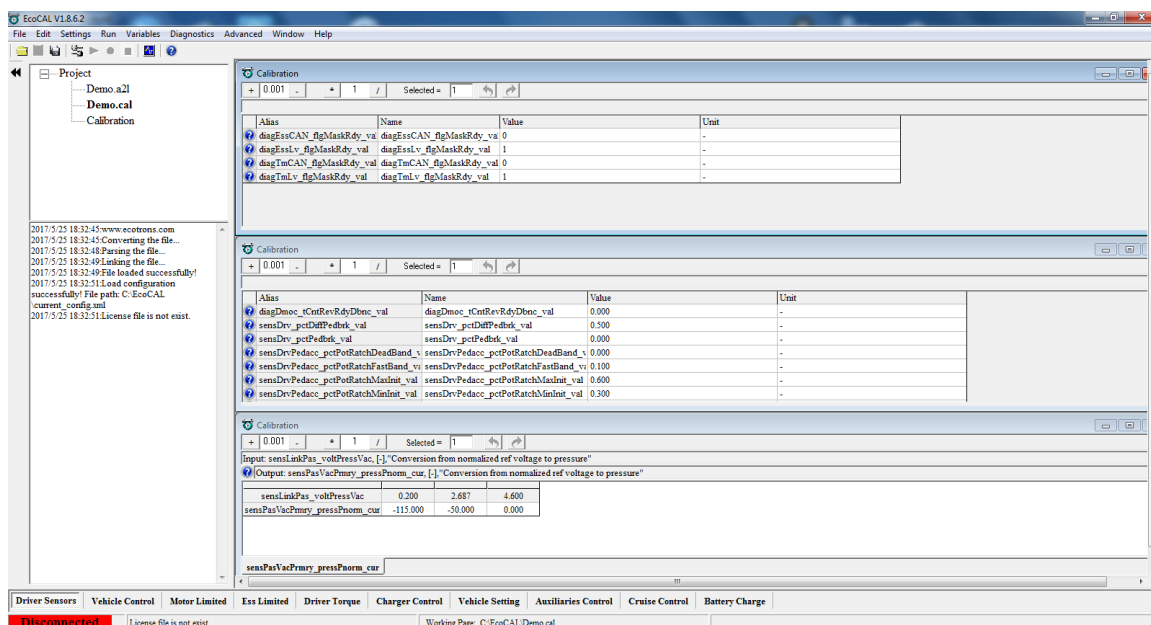 EcoCAL V1.8.6.2
File Edit Settings Run Variables Diagnostics Advanced Window Help
Project
Demo.a2l
Demo.cal
Calibration
2017/5/25 18:32:45:www.ecotrons.com
2017/5/25 18:32:45:Converting the file...
2017/5/25 18:32:48:Parsing the file...
2017/5/25 18:32:49:Linking the file...
2017/5/25 18:32:49:File loaded successfully!
2017/5/25 18:32:51:Load configuration
successfully! File path: C:\EcoCAL
\current_config.xml
2017/5/25 18:32:51:License file is not exist.
Calibration
+ 0.001 - * 1 / Selected = 1
Alias Name Value Unit
diagEssCAN_flgMaskRdy_val diagEssCAN_flgMaskRdy_val 0 -
diagEssLv_flgMaskRdy_val diagEssLv_flgMaskRdy_val 1 -
diagTmCAN_flgMaskRdy_val diagTmCAN_flgMaskRdy_val 0 -
diagTmLv_flgMaskRdy_val diagTmLv_flgMaskRdy_val 1 -
Calibration
+ 0.001 - * 1 / Selected = 1
Alias Name Value Unit
diagDmoc_tCntRevRdyDbnc_val diagDmoc_tCntRevRdyDbnc_val 0.000 -
sensDrv_pctDiffPedbrk_val sensDrv_pctDiffPedbrk_val 0.500 -
sensDrv_pctPedbrk_val sensDrv_pctPedbrk_val 0.000 -
sensDrvPedacc_pctPotRatchDeadBand_v sensDrvPedacc_pctPotRatchDeadBand_v 0.000 -
sensDrvPedacc_pctPotRatchFastBand_va sensDrvPedacc_pctPotRatchFastBand_va 0.100 -
sensDrvPedacc_pctPotRatchMaxInit_val sensDrvPedacc_pctPotRatchMaxInit_val 0.600 -
sensDrvPedacc_pctPotRatchMinInit_val sensDrvPedacc_pctPotRatchMinInit_val 0.300 -
Calibration
+ 0.001 - * 1 / Selected = 1
Input: sensLinkPas_voltPressVac, [-],"Conversion from normalized ref voltage to pressure"
Output: sensPasVacPrmry_pressPnorm_cur, [-],"Conversion from nomalized ref voltage to pressure"
sensLinkPas_voltPressVac 0.200 2.687 4.600
sensPasVacPrmry_pressPnorm_cur -115.000 -50.000 0.000
sensPasVacPrmry_pressPnorm_cur
Driver Sensors Vehicle Control Motor Limited Ess Limited Driver Torque Charger Control Vehicle Setting Auxiliaries Control Cruise Control Battery Charge
Disconnected License file is not exist. Working Page: C:\EcoCAL\Demo.cal